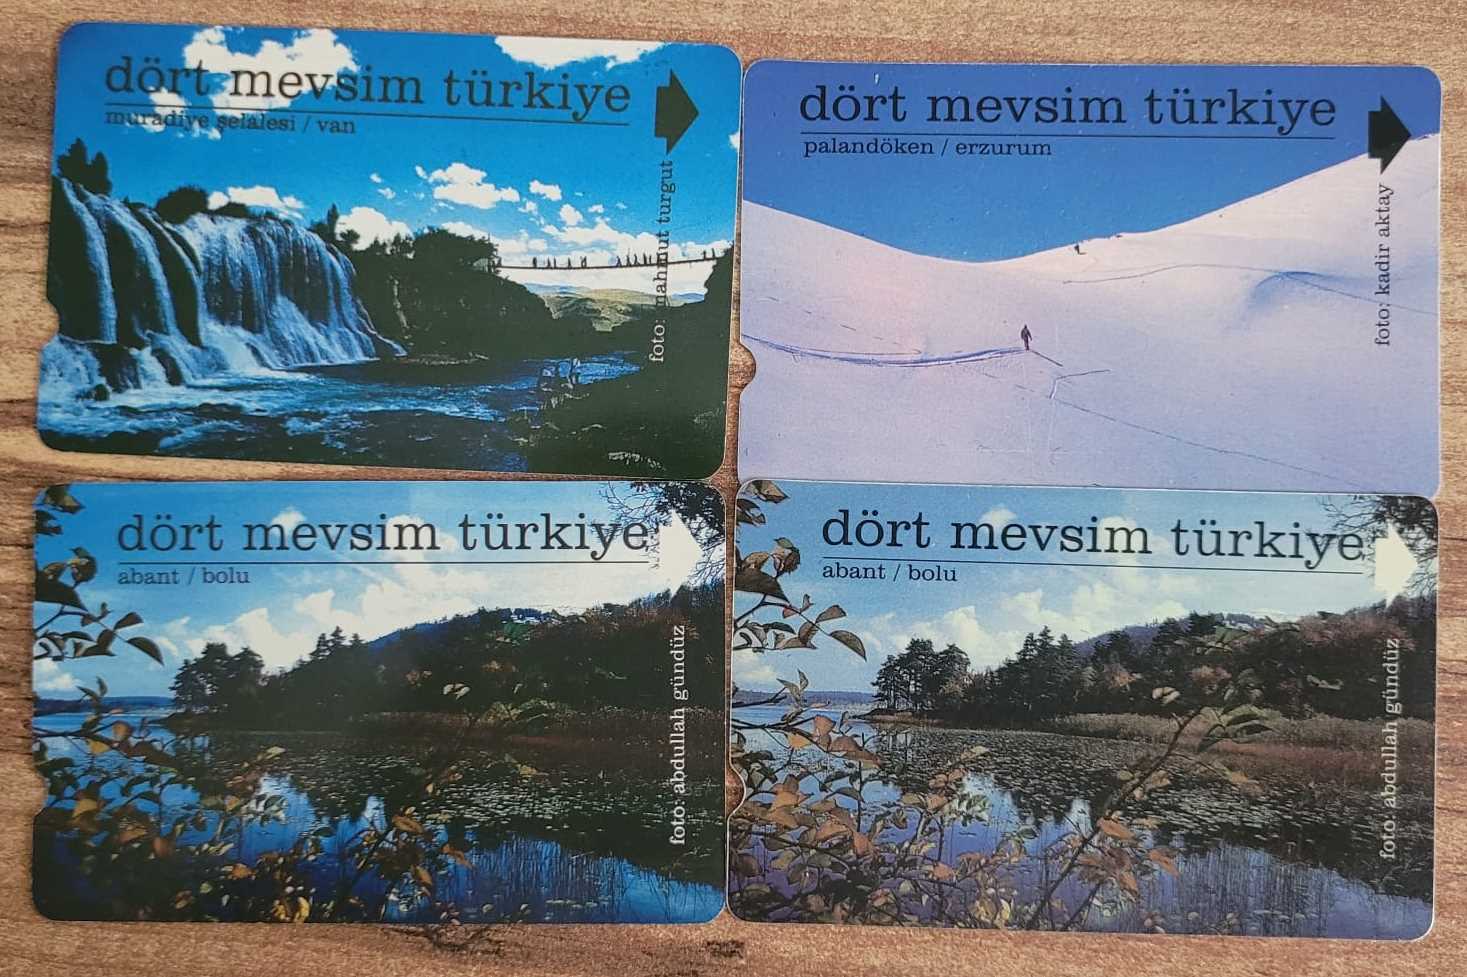 dört mevsim türkiye
muradiye şelalesi / van
foto: mahmut turgut
dört mevsim türkiye
palandöken / erzurum
foto: kadir aktay
dört mevsim türkiye
abant / bolu
foto: abdullah gündüz
dört mevsim türkiye
abant / bolu
foto: abdullah gündüz